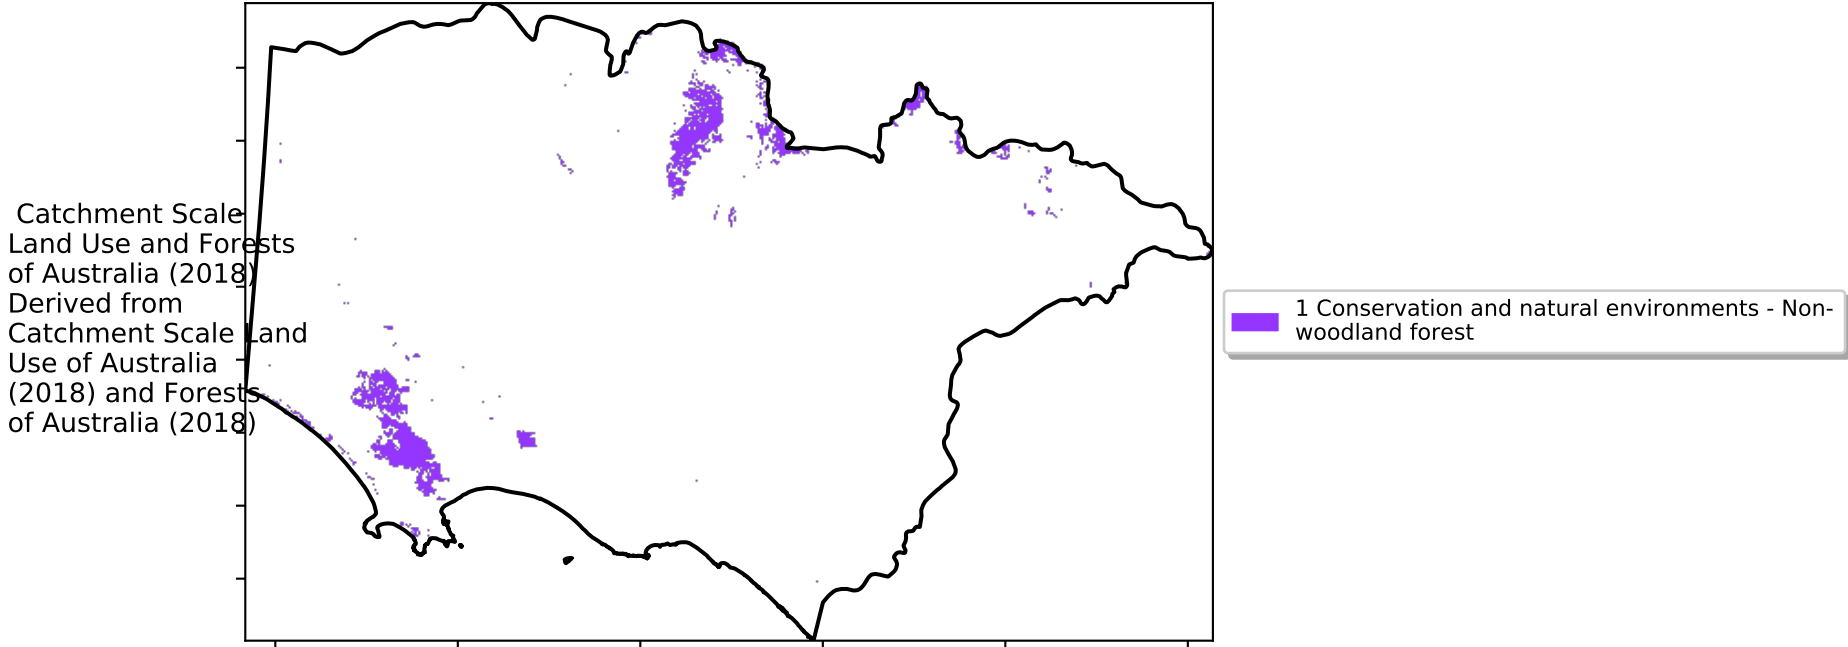 Catchment Scale
Land Use and Forests
of Australia (2018)
Derived from
Catchment Scale Land
Use of Australia
(2018) and Forests
of Australia (2018)
1 Conservation and natural environments - Non-
woodland forest